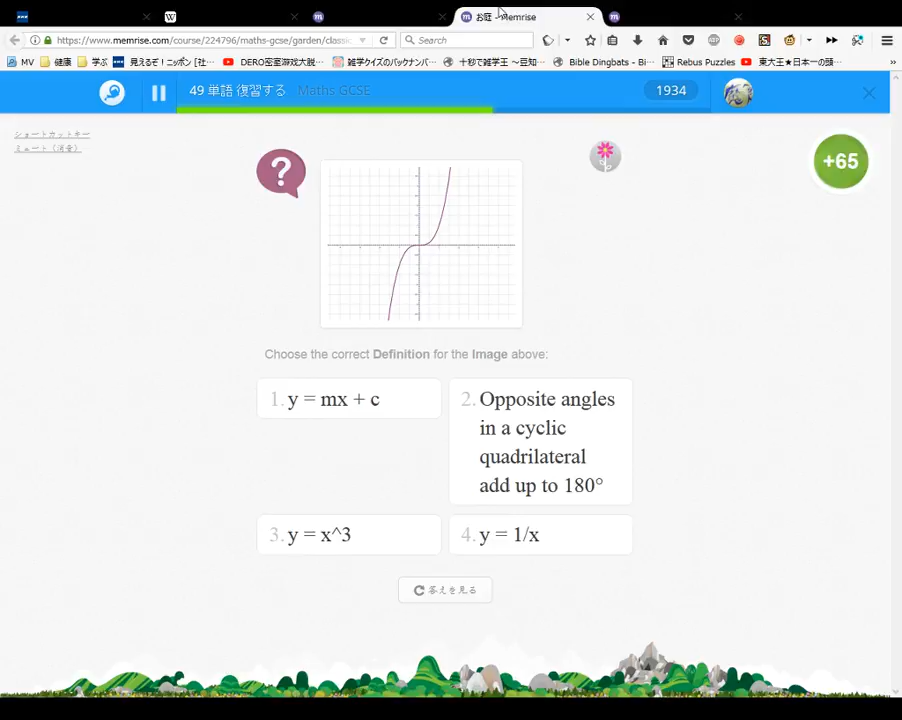 お庭 - Memrise
https://www.memrise.com/course/224796/maths-gcse/garden/classic
Search
MV
健康
学ぶ
見えるぞ！ニッポン [社…
DERO密室游戏大脱…
雑学クイズのバックナンバ…
十秒で雑学王 ～豆知…
Bible Dingbats - Bi…
Rebus Puzzles
東大王★日本一の頭…
49 単語 復習する Maths GCSE
1934
ショートカットキー
ミュート（消音）
+65
?
Choose the correct Definition for the Image above:
1. y = mx + c
2. Opposite angles
in a cyclic
quadrilateral
add up to 180°
3. y = x^3
4. y = 1/x
答えを見る